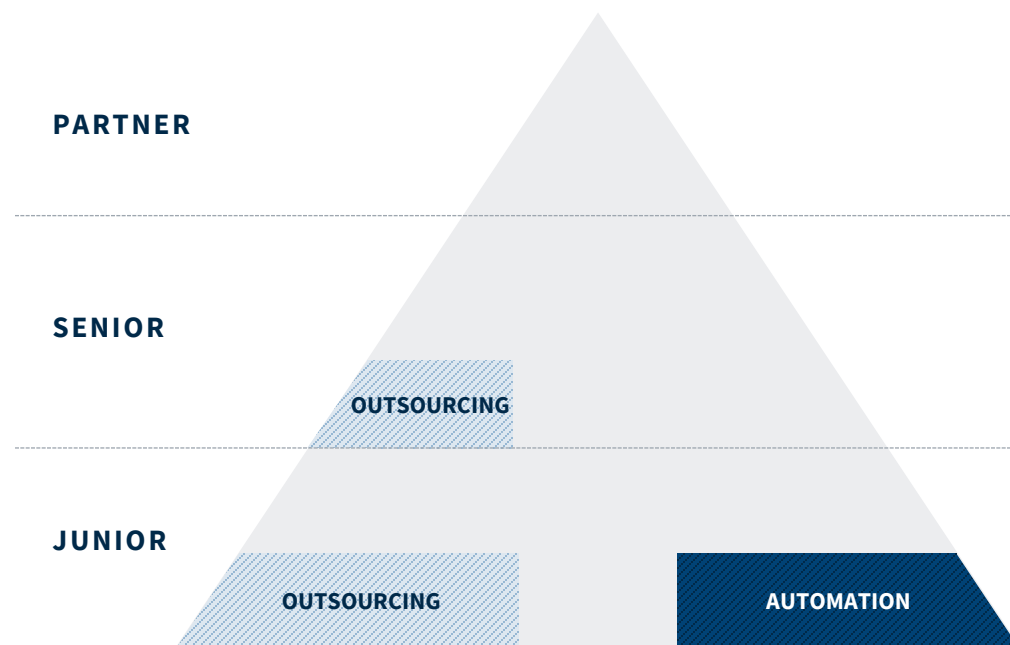 PARTNER
SENIOR
OUTSOURCING
JUNIOR
OUTSOURCING
AUTOMATION